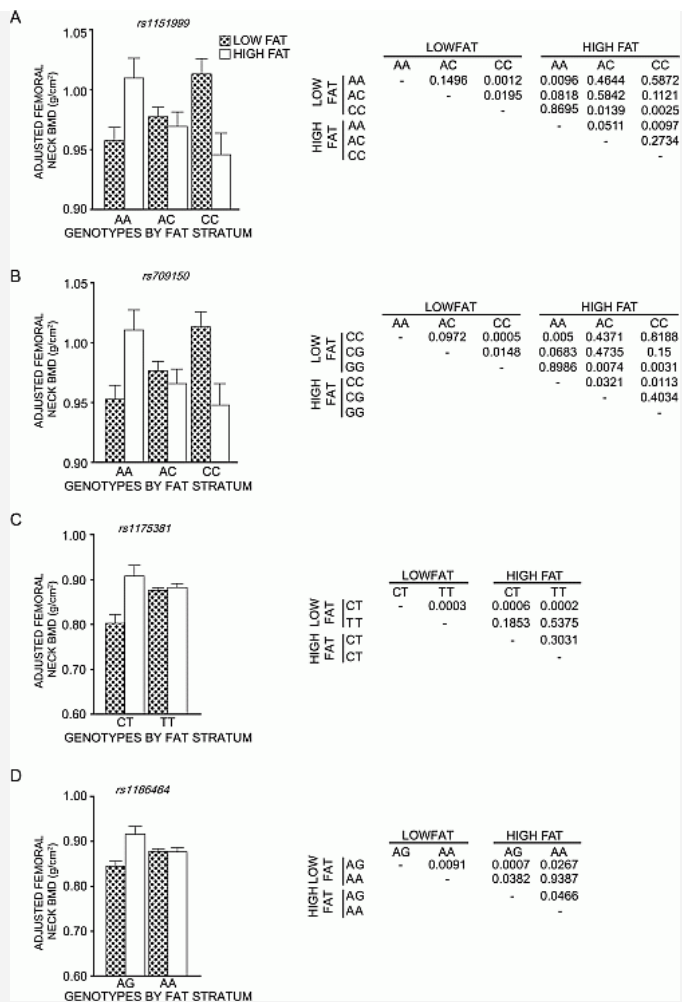 A
rs1151999
1.05
1.00
0.95
0.90
ADJUSTED FEMORAL
NECK BMD (g/cm²)
LOW FAT
HIGH FAT
AA AC CC
GENOTYPES BY FAT STRATUM
LOWFAT HIGH FAT
AA AC CC AA AC CC
LOW FAT
AA - 0.1496 0.0012 0.0096 0.4644 0.5872
AC - 0.0195 0.0818 0.5842 0.1121
CC 0.8695 0.0139 0.0025
HIGH FAT
AA - 0.0511 0.0097
AC - 0.2734
CC -
B
rs709150
1.05
1.00
0.95
0.90
ADJUSTED FEMORAL
NECK BMD (g/cm²)
AA AC CC
GENOTYPES BY FAT STRATUM
LOWFAT HIGH FAT
AA AC CC AA AC CC
LOW FAT
CC - 0.0972 0.0005 0.005 0.4371 0.8188
CG - 0.0148 0.0683 0.4735 0.15
GG - 0.8986 0.0074 0.0031
HIGH FAT
CC - 0.0321 0.0113
CG - 0.4034
GG -
C
rs1175381
1.00
0.90
0.80
0.70
0.60
ADJUSTED FEMORAL
NECK BMD (g/cm²)
CT TT
GENOTYPES BY FAT STRATUM
LOWFAT HIGH FAT
CT TT CT TT
LOW FAT
CT - 0.0003 0.0006 0.0002
TT - 0.1853 0.5375
HIGH FAT
CT - 0.3031
CT -
D
rs1186464
1.00
0.90
0.80
0.60
ADJUSTED FEMORAL
NECK BMD (g/cm²)
AG AA
GENOTYPES BY FAT STRATUM
LOWFAT HIGH FAT
AG AA AG AA
LOW FAT
AG - 0.0091 0.0007 0.0267
AA - 0.0382 0.9387
HIGH FAT
AG - 0.0466
AA -